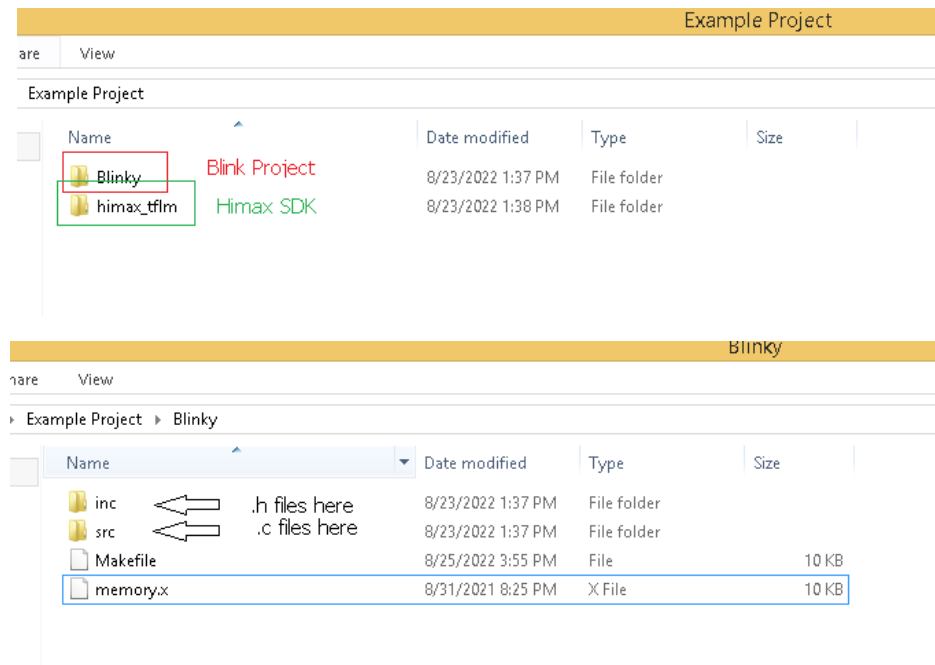 Example Project
are View
Example Project
Name Date modified Type Size
Blinky Blink Project 8/23/2022 1:37 PM File folder
himax_tflm Himax SDK 8/23/2022 1:38 PM File folder
Blinky
hare View
Example Project Blinky
Name Date modified Type Size
inc .h files here 8/23/2022 1:37 PM File folder
src .c files here 8/23/2022 1:37 PM File folder
Makefile 8/25/2022 3:55 PM File 10 KB
memory.x 8/31/2021 8:25 PM X File 10 KB